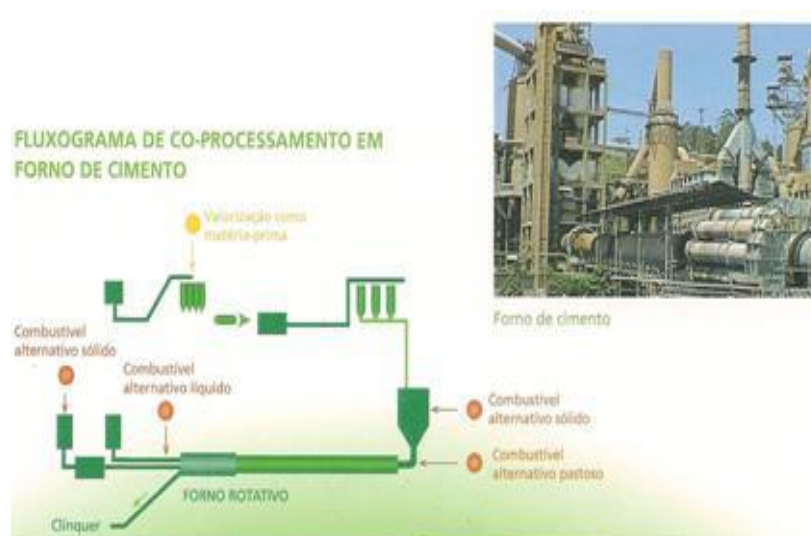 FLUXOGRAMA DE CO-PROCESSAMENTO EM
FORNO DE CIMENTO
Valorização como
matéria-prima
Forno de cimento
Combustível
alternativo sólido
Combustível
alternativo líquido
Combustível
alternativo sólido
Combustível
alternativo pastoso
FORNO ROTATIVO
Clínquer